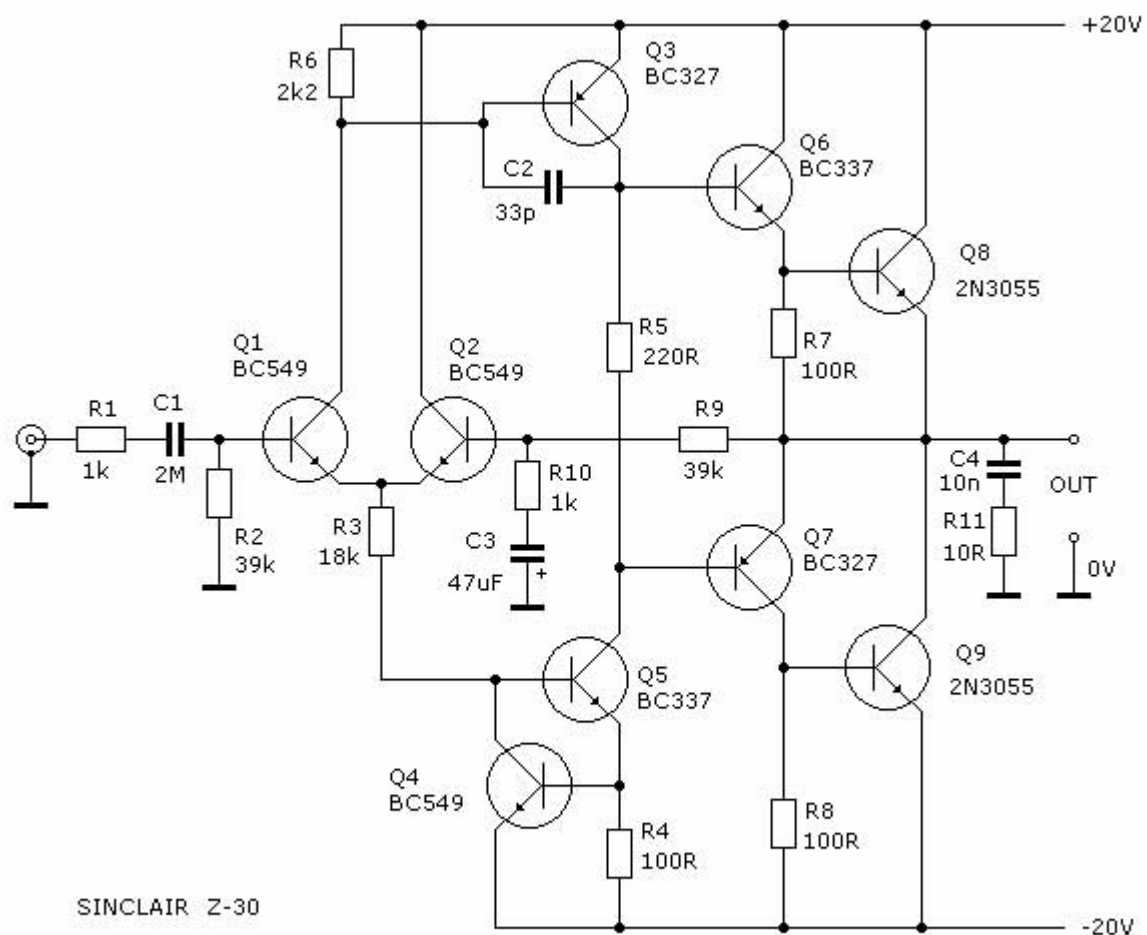 +20V
R6
2k2
Q3
BC327
Q6
BC337
C2
33p
Q8
2N3055
Q1
BC549
Q2
BC549
R5
220R
R7
100R
R1
1k
C1
2M
R9
39k
R10
1k
C4
10n
OUT
R2
39k
R3
18k
C3
47uF
+
Q7
BC327
R11
10R
0V
Q5
BC337
Q9
2N3055
Q4
BC549
R4
100R
R8
100R
SINCLAIR Z-30
-20V